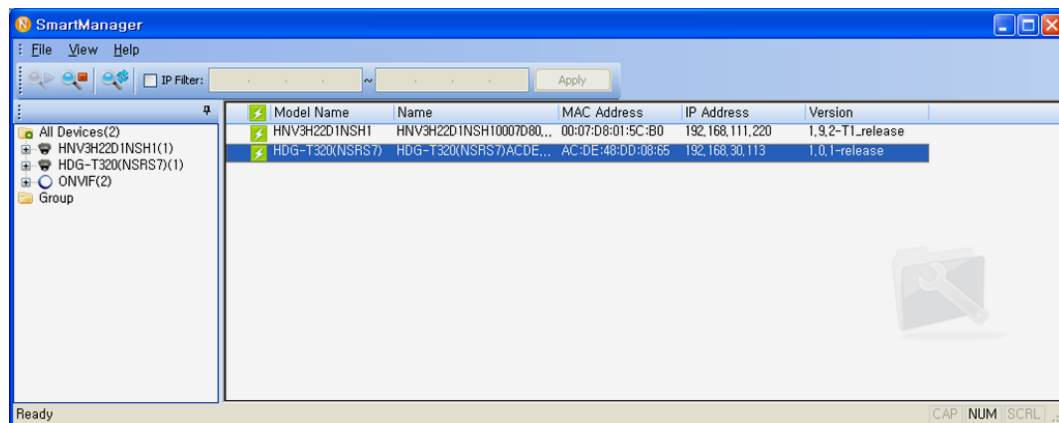 SmartManager
File View Help
IP Filter: . . . ~ . . . Apply
Model Name Name MAC Address IP Address Version
All Devices(2)
HNV3H22D1NSH1(1)
HDG-T320(NSRS7)(1)
ONVIF(2)
Group
HNV3H22D1NSH1 HNV3H22D1NSH10007D80... 00:07:D8:01:5C:B0 192,168,111,220 1,9,2-T1_release
HDG-T320(NSRS7) HDG-T320(NSRS7)ACDE... AC:DE:48:DD:08:65 192,168,30,113 1,0,1-release
Ready CAP NUM SCRL